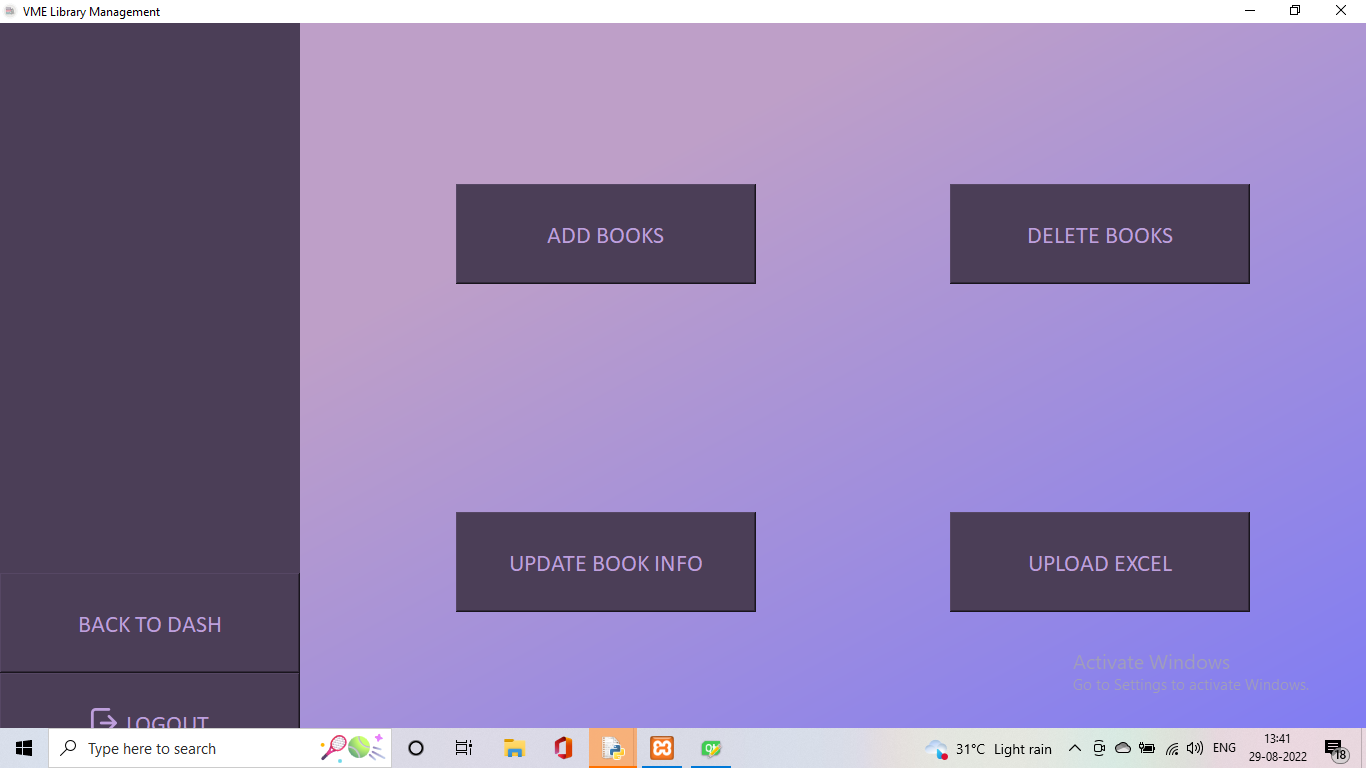 VME Library Management
ADD BOOKS
DELETE BOOKS
UPDATE BOOK INFO
UPLOAD EXCEL
BACK TO DASH
LOGOUT
Activate Windows
Go to Settings to activate Windows.
Type here to search
31°C Light rain
ENG
13:41
29-08-2022
18